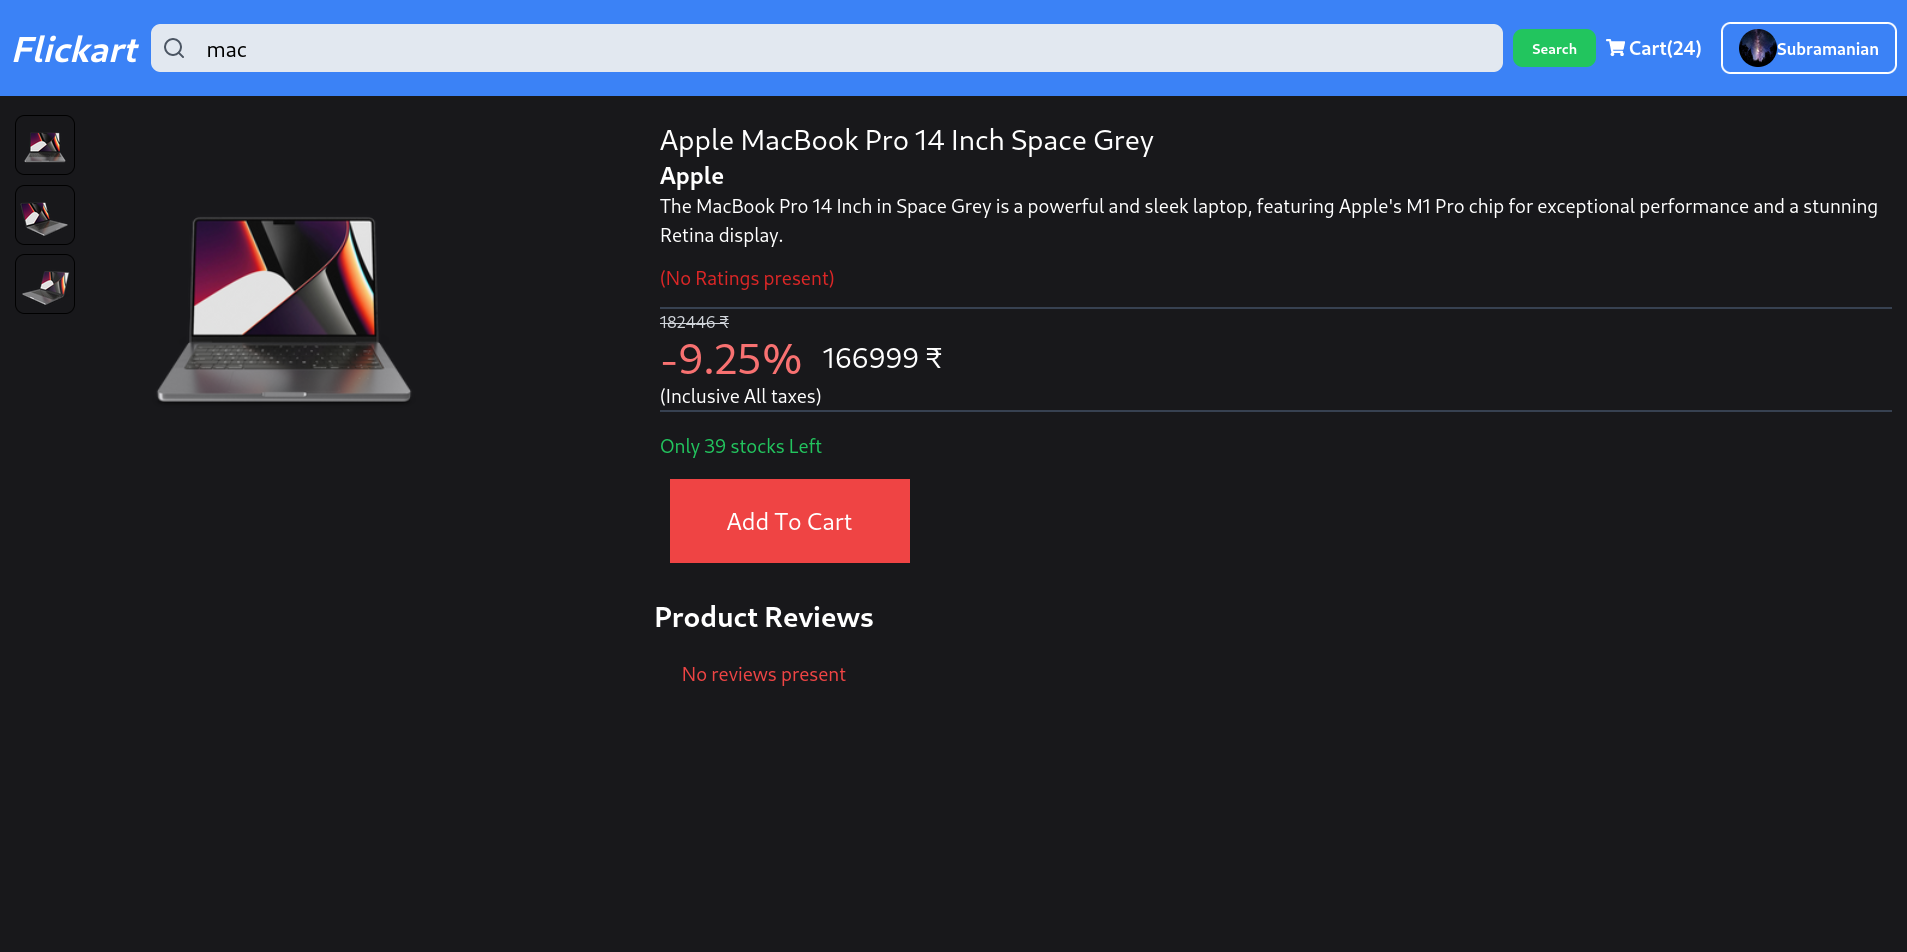 Flickart
mac
Search
Cart(24)
Subramanian
Apple MacBook Pro 14 Inch Space Grey
Apple
The MacBook Pro 14 Inch in Space Grey is a powerful and sleek laptop, featuring Apple's M1 Pro chip for exceptional performance and a stunning
Retina display.
(No Ratings present)
182446 ₹
-9.25% 166999 ₹
(Inclusive All taxes)
Only 39 stocks Left
Add To Cart
Product Reviews
No reviews present